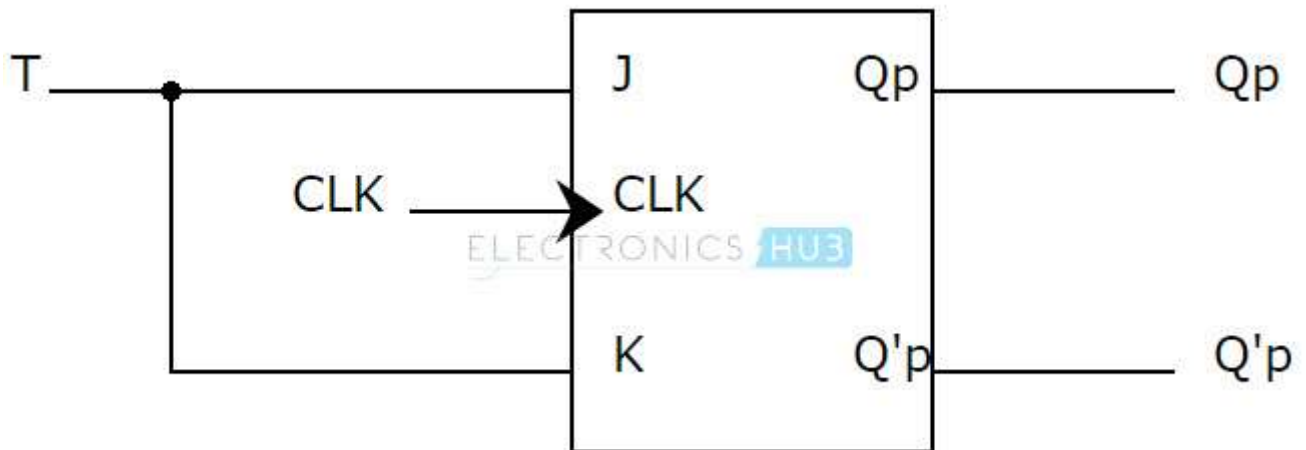 T
J
Qp
Qp
CLK
CLK
ELECTRONICS HUB
K
Q'p
Q'p